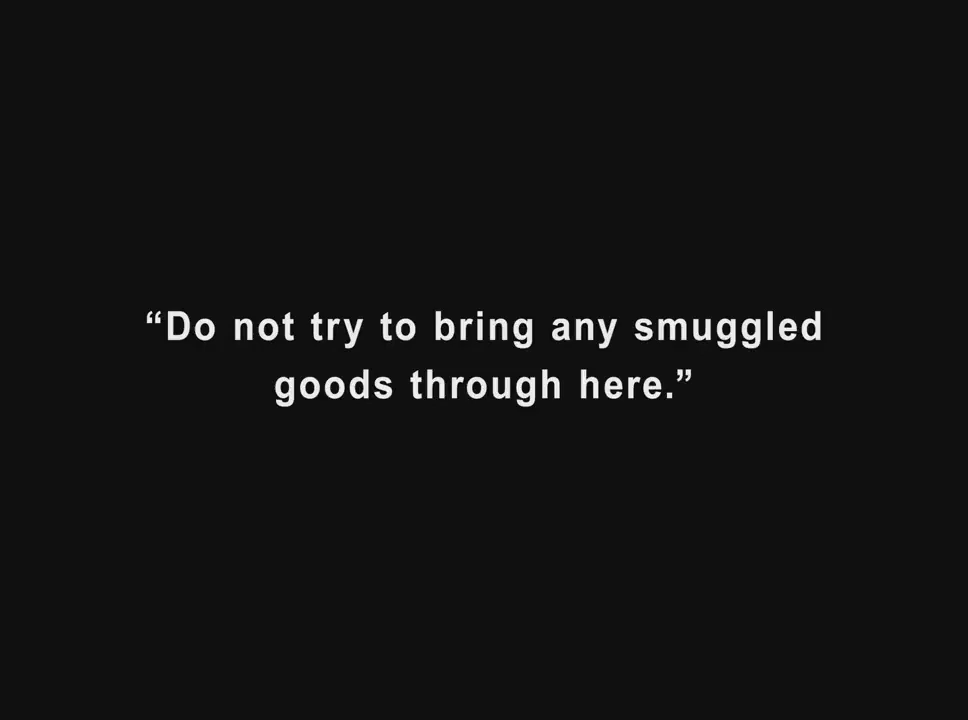 “Do not try to bring any smuggled
goods through here.”